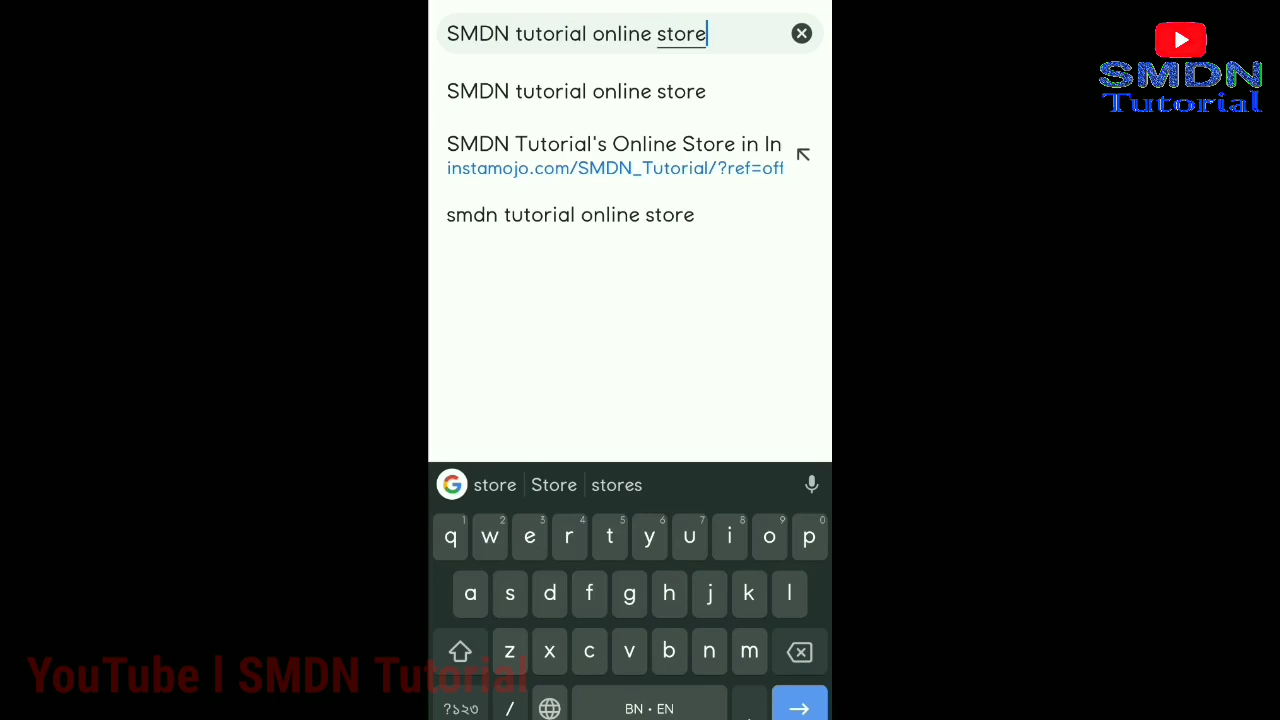 SMDN tutorial online store
SMDN tutorial online store
SMDN Tutorial's Online Store in In
instamojo.com/SMDN_Tutorial/?ref=off
smdn tutorial online store
SMDN
Tutorial
store Store stores
1 2 3 4 5 6 7 8 9 0
q w e r t y u i o p
a s d f g h j k l
z x c v b n m
?১২৩ / BN • EN .
YouTube | SMDN Tutorial